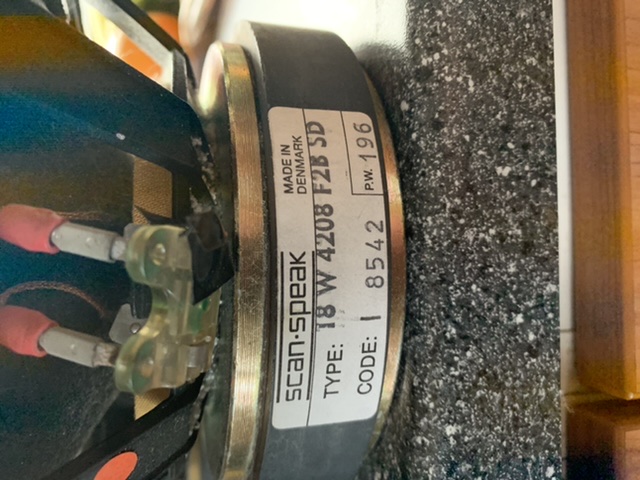 scan-speak
MADE IN
DENMARK
TYPE: 18 W 4208 F2B SD
CODE: 1 8542
P.W. 196